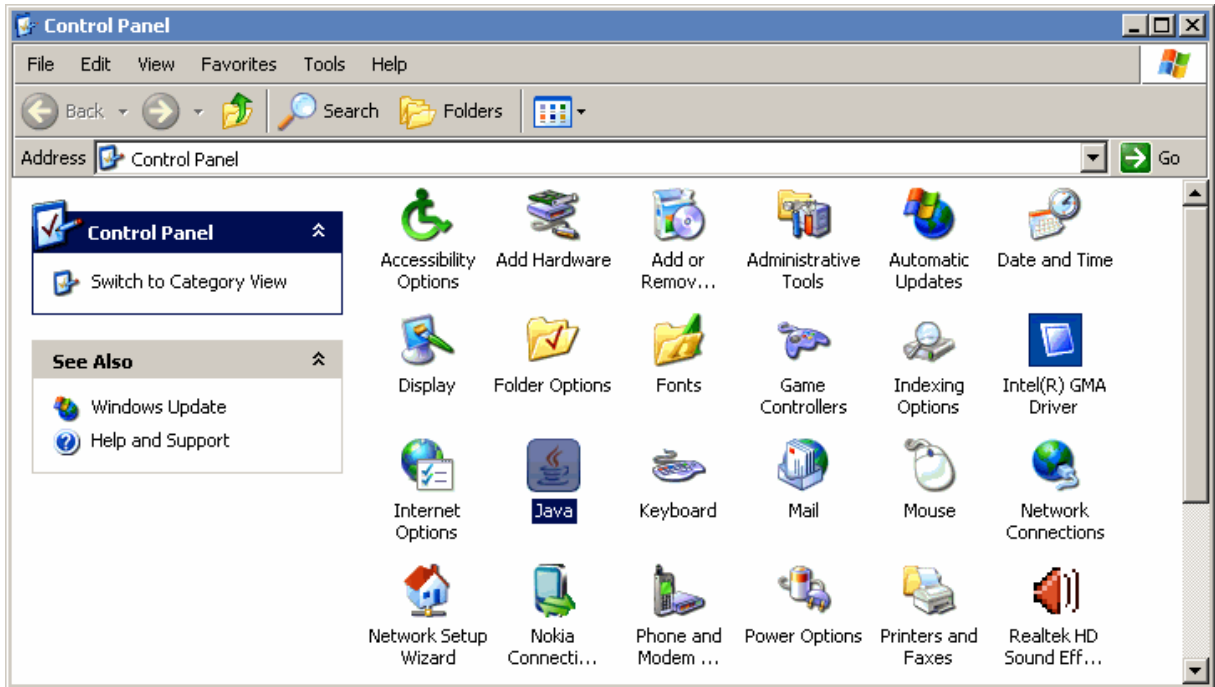 Control Panel
File Edit View Favorites Tools Help
Back Search Folders
Address Control Panel Go
Control Panel
Switch to Category View
See Also
Windows Update
Help and Support
Accessibility
Options
Add Hardware
Add or
Remov...
Administrative
Tools
Automatic
Updates
Date and Time
Display
Folder Options
Fonts
Game
Controllers
Indexing
Options
Intel(R) GMA
Driver
Internet
Options
Java
Keyboard
Mail
Mouse
Network
Connections
Network Setup
Wizard
Nokia
Connecti...
Phone and
Modem ...
Power Options
Printers and
Faxes
Realtek HD
Sound Eff...